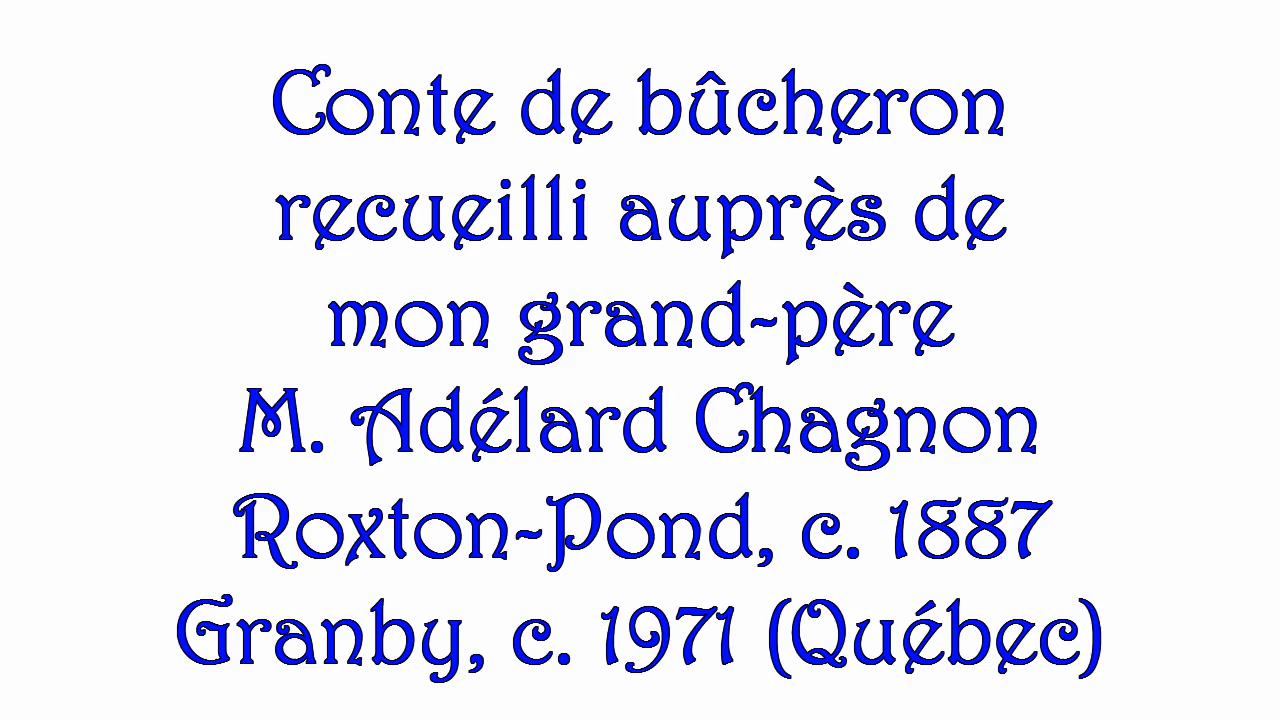 Conte de bûcheron
recueilli auprès de
mon grand-père
M. Adélard Chagnon
Roxton-Pond, c. 1887
Granby, c. 1971 (Québec)